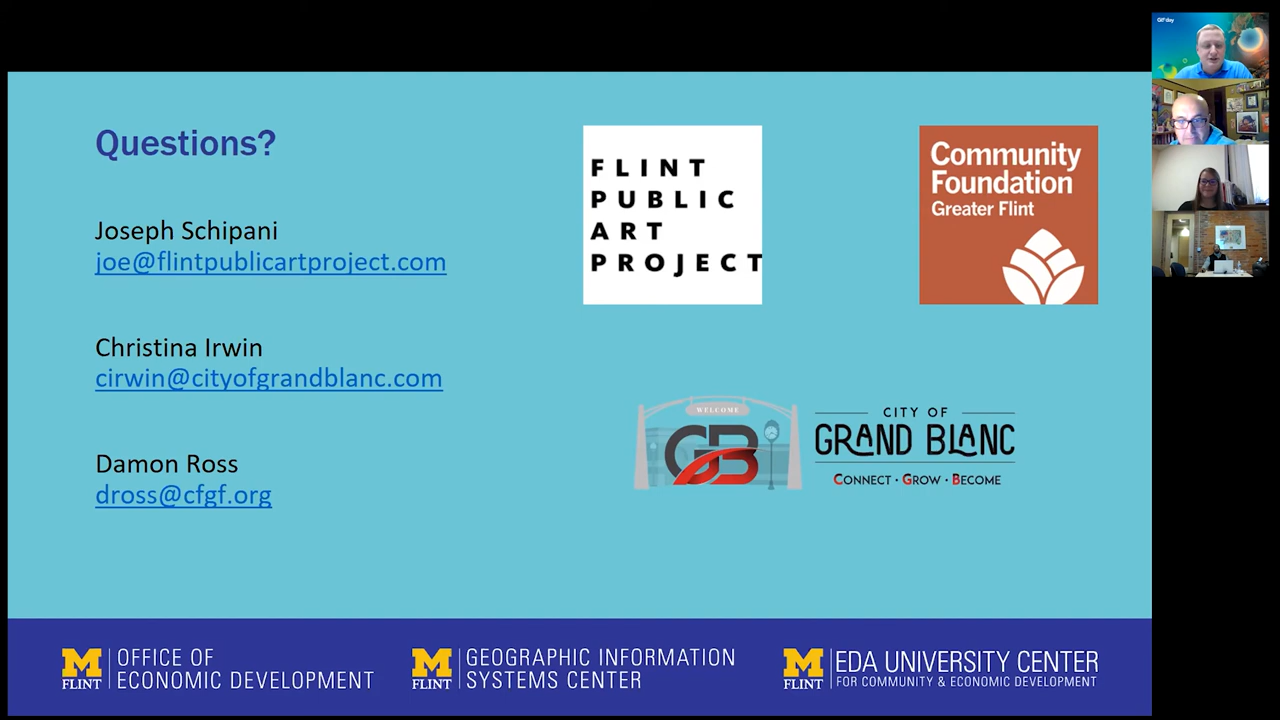 Questions?
Joseph Schipani
joe@flintpublicartproject.com
Christina Irwin
cirwin@cityofgrandblanc.com
Damon Ross
dross@cfgf.org
FLINT
PUBLIC
ART
PROJECT
Community
Foundation
Greater Flint
WELCOME
GB
CITY OF
GRAND BLANC
CONNECT · GROW · BECOME
M
FLINT
OFFICE OF
ECONOMIC DEVELOPMENT
M
FLINT
GEOGRAPHIC INFORMATION
SYSTEMS CENTER
M
FLINT
EDA UNIVERSITY CENTER
FOR COMMUNITY & ECONOMIC DEVELOPMENT